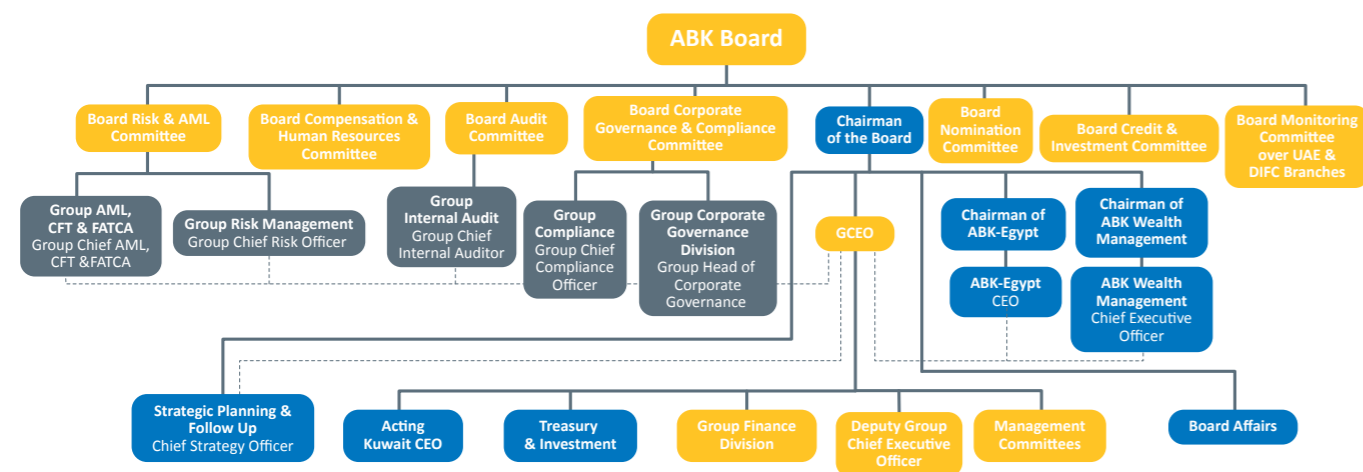 ABK Board
Board Risk & AML
Committee
Board Compensation &
Human Resources
Committee
Board Audit
Committee
Board Corporate
Governance & Compliance
Committee
Chairman
of the Board
Board
Nomination
Committee
Board Credit &
Investment Committee
Board Monitoring
Committee
over UAE &
DIFC Branches
Group AML,
CFT & FATCA
Group Chief AML,
CFT &FATCA
Group Risk Management
Group Chief Risk Officer
Group
Internal Audit
Group Chief
Internal Auditor
Group
Compliance
Group Chief
Compliance
Officer
Group Corporate
Governance
Division
Group Head of
Corporate
Governance
GCEO
Chairman of
ABK-Egypt
Chairman of
ABK Wealth
Management
ABK-Egypt
CEO
ABK Wealth
Management
Chief Executive
Officer
Strategic Planning &
Follow Up
Chief Strategy Officer
Acting
Kuwait CEO
Treasury
& Investment
Group Finance
Division
Deputy Group
Chief Executive
Officer
Management
Committees
Board Affairs